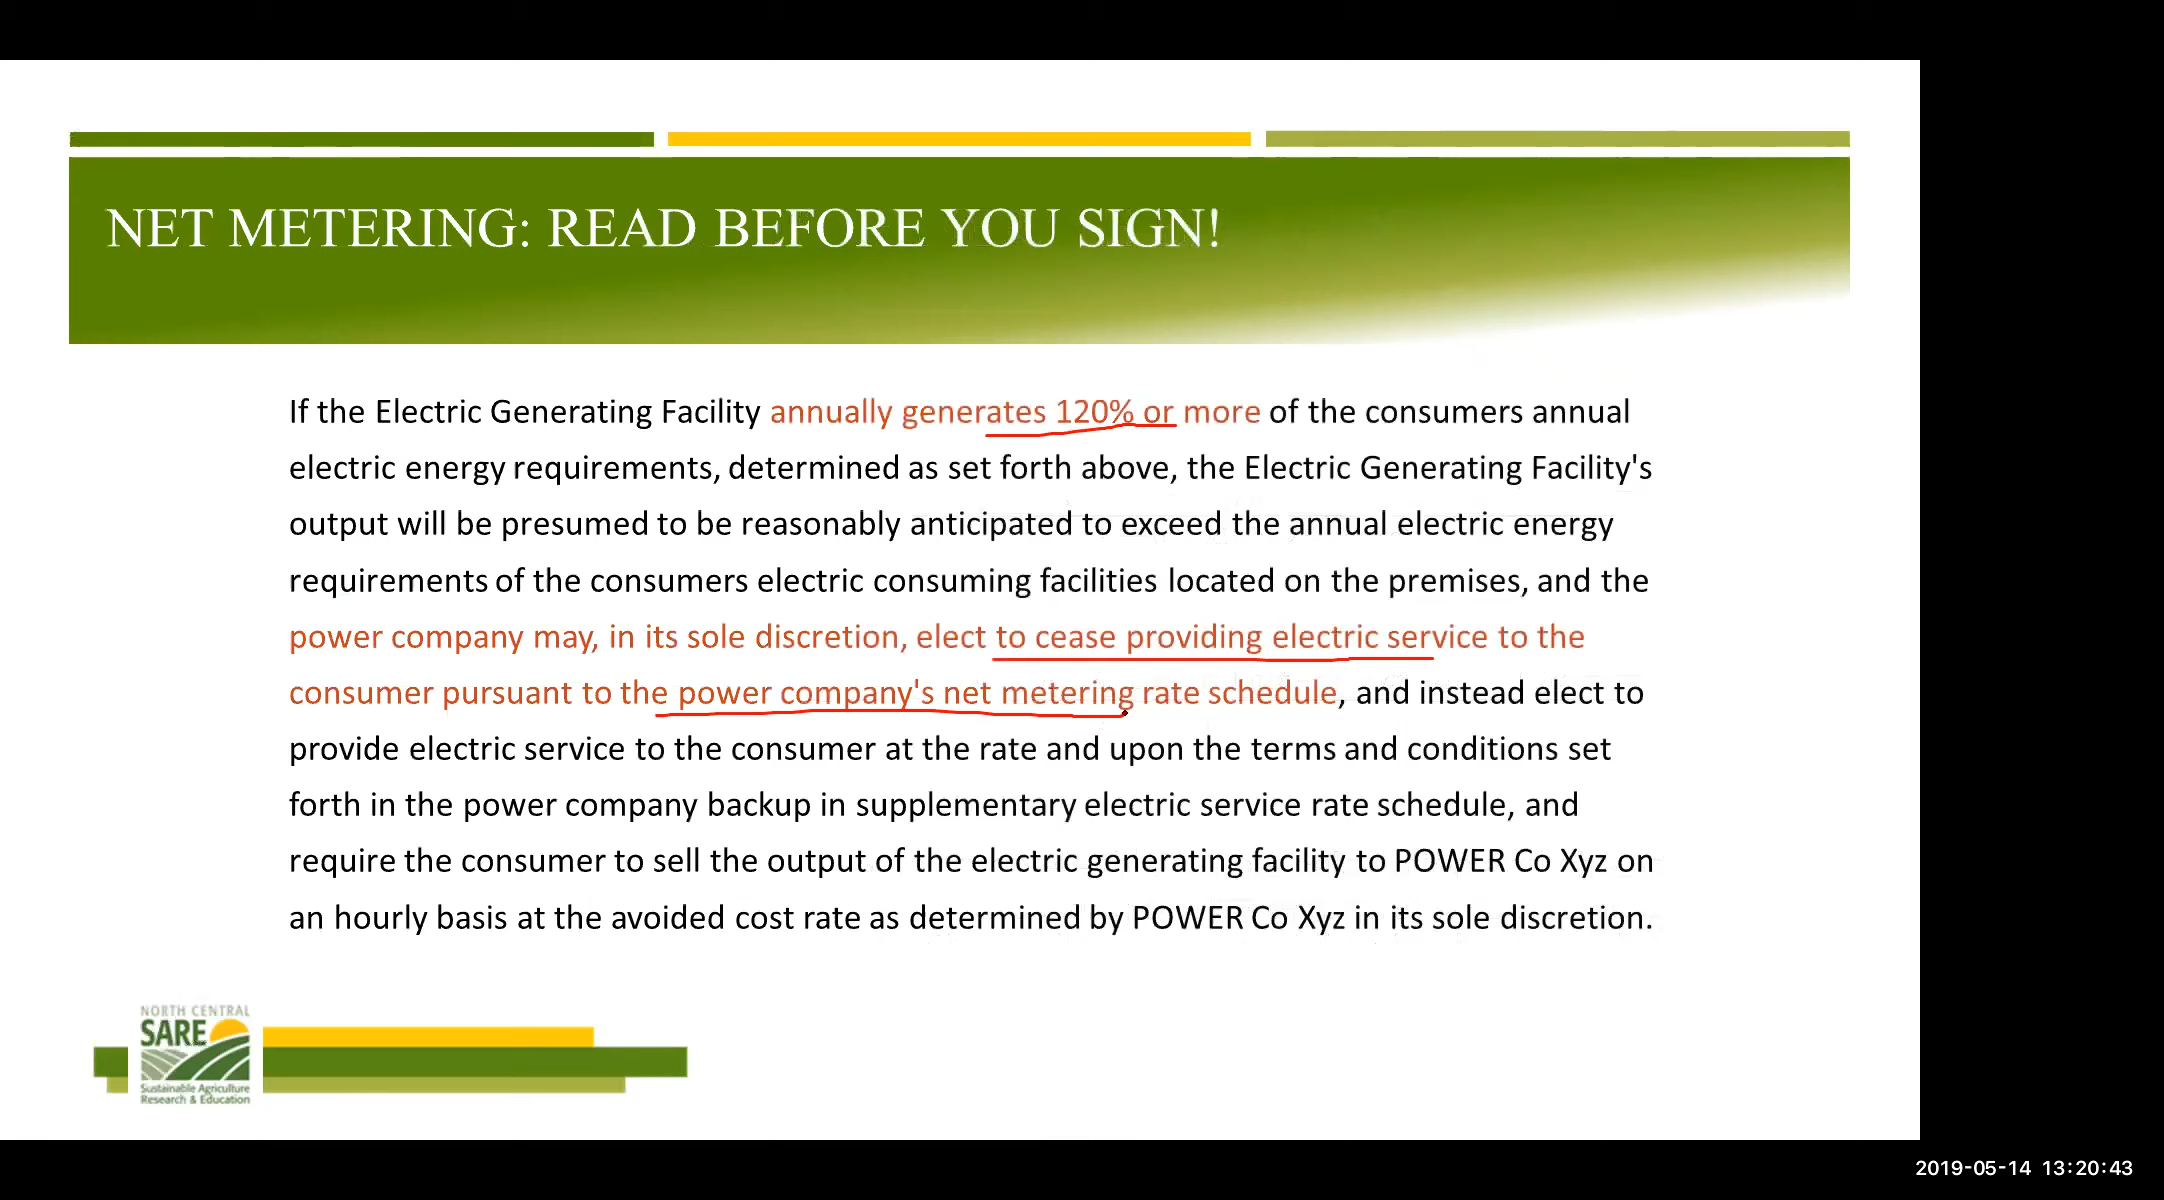 NET METERING: READ BEFORE YOU SIGN!
If the Electric Generating Facility annually generates 120% or more of the consumers annual
electric energy requirements, determined as set forth above, the Electric Generating Facility's
output will be presumed to be reasonably anticipated to exceed the annual electric energy
requirements of the consumers electric consuming facilities located on the premises, and the
power company may, in its sole discretion, elect to cease providing electric service to the
consumer pursuant to the power company's net metering rate schedule, and instead elect to
provide electric service to the consumer at the rate and upon the terms and conditions set
forth in the power company backup in supplementary electric service rate schedule, and
require the consumer to sell the output of the electric generating facility to POWER Co Xyz on
an hourly basis at the avoided cost rate as determined by POWER Co Xyz in its sole discretion.
NORTH CENTRAL
SARE
Sustainable Agriculture
Research & Education
2019-05-14 13:20:43